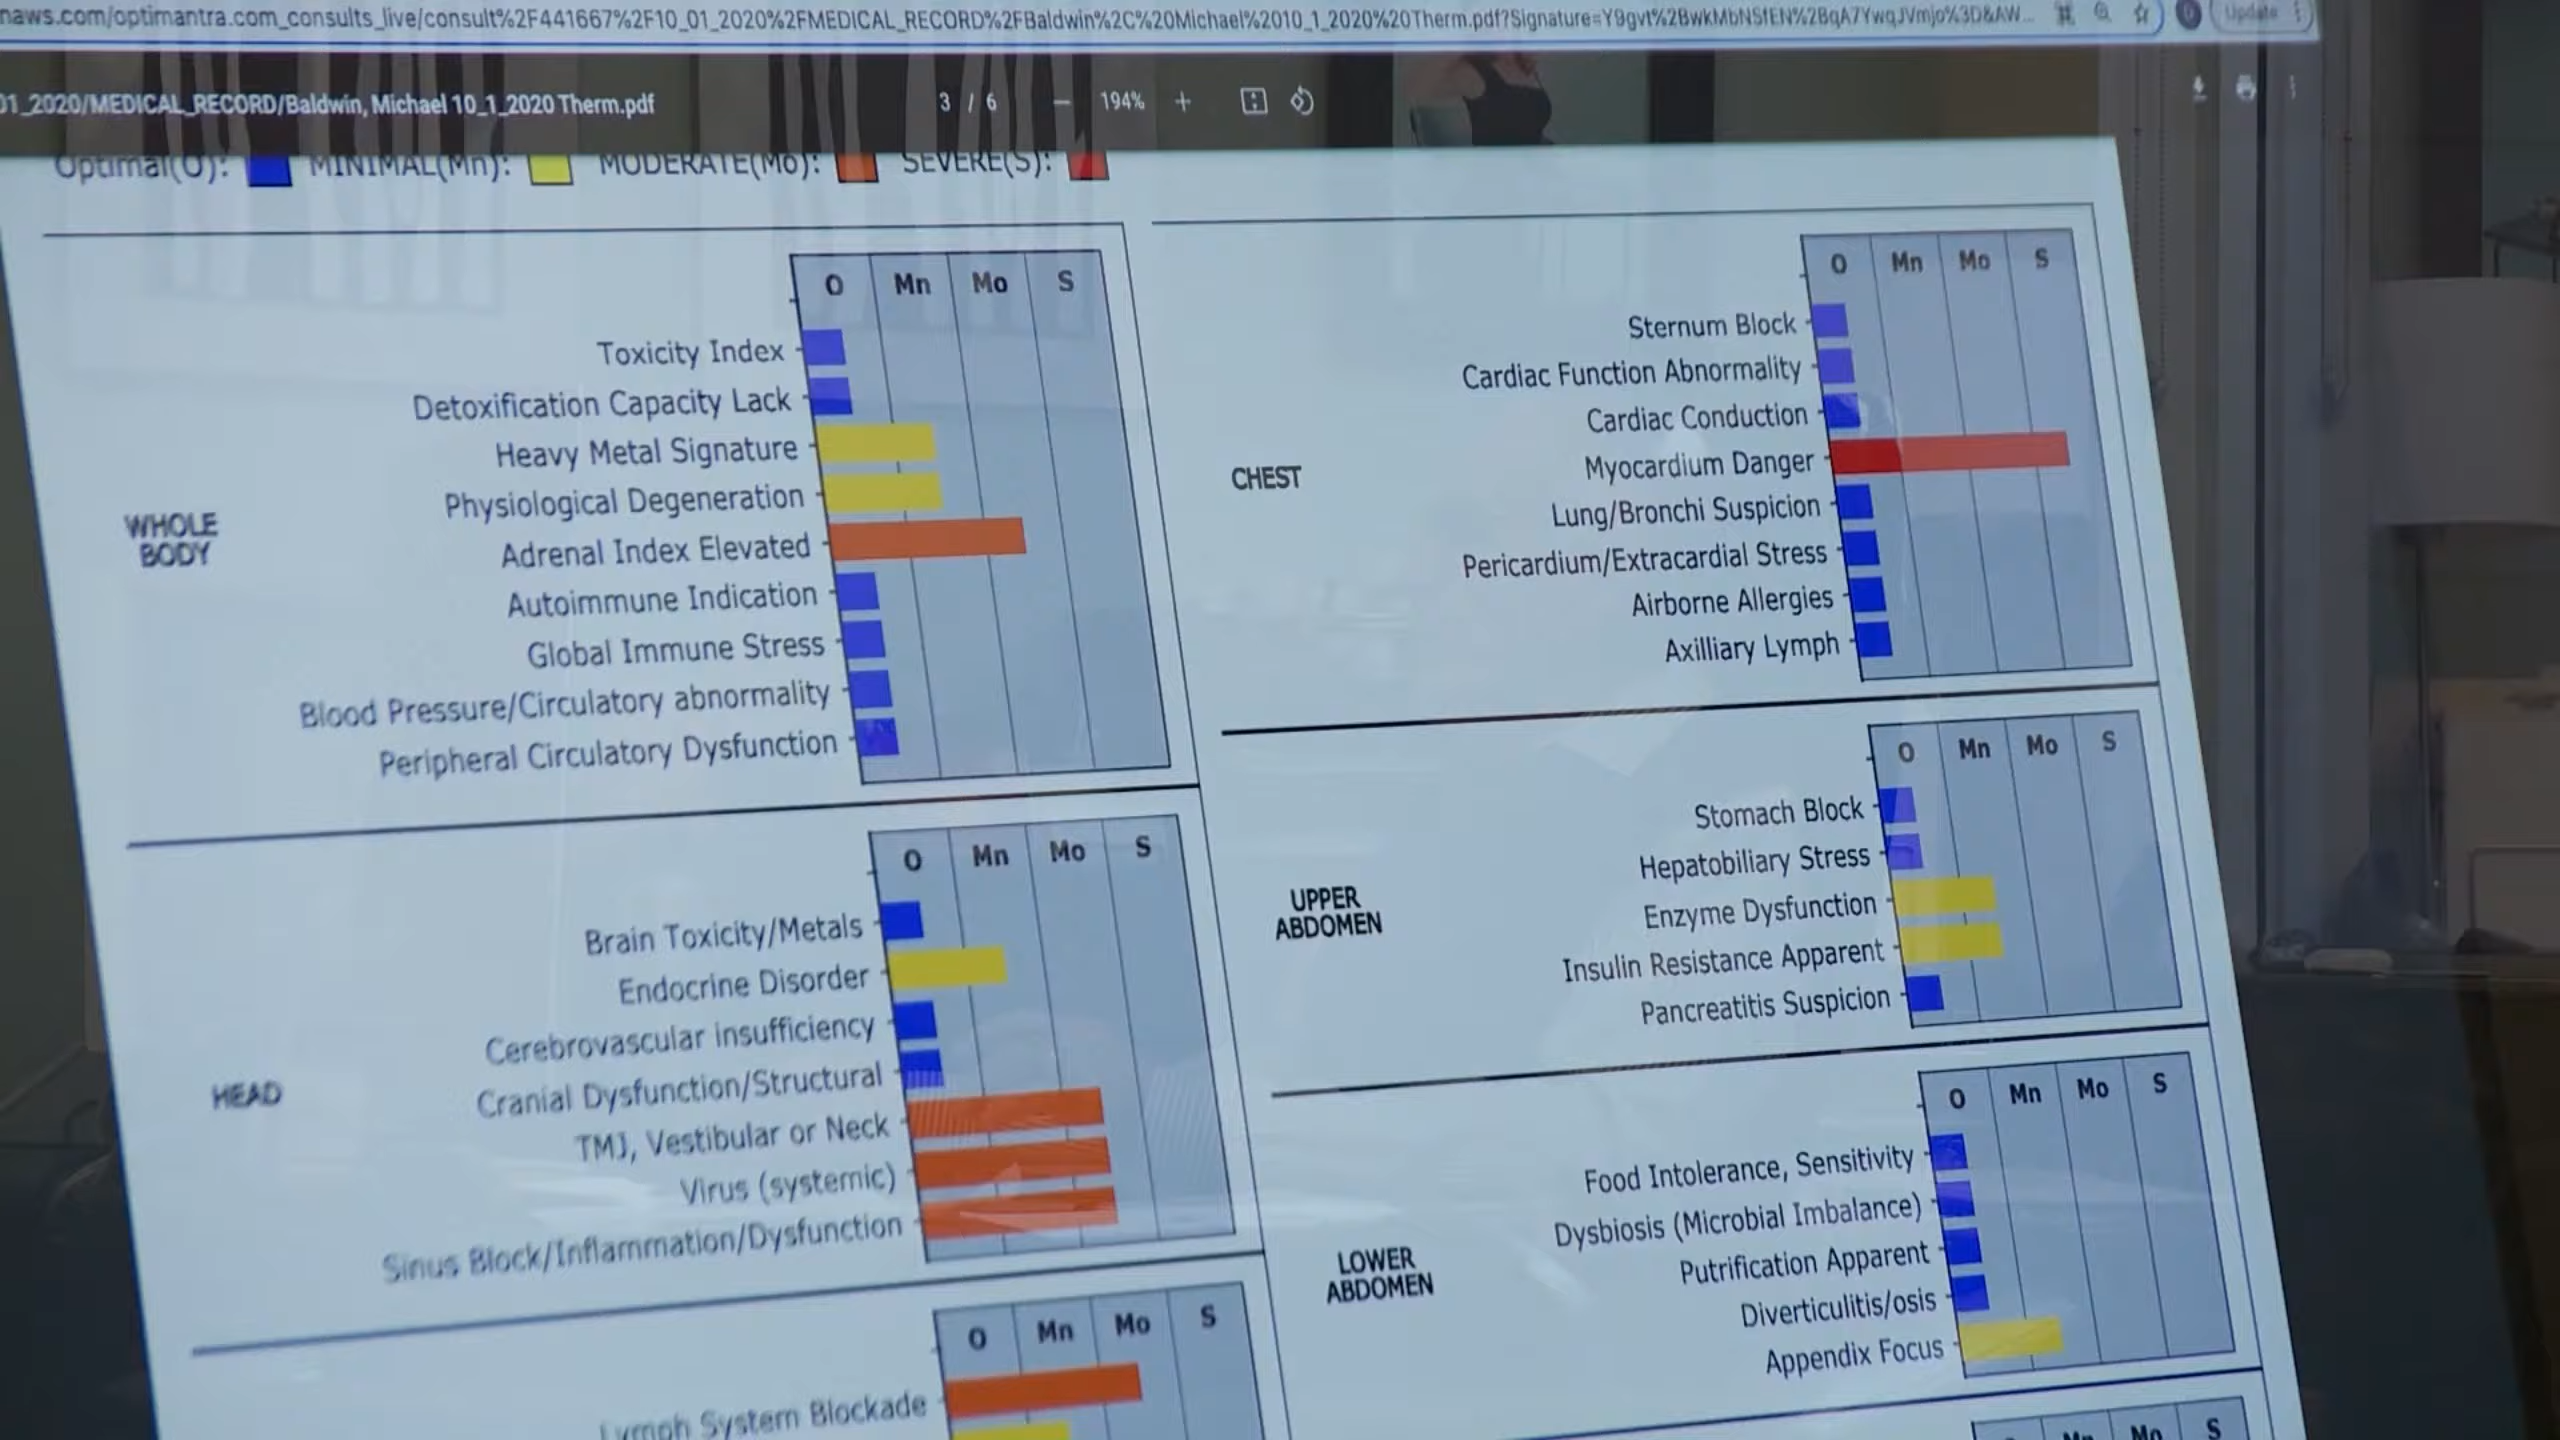 naws.com/optimantra.com_consults_live/consult%2F441667%2F10_01_2020%2FMEDICAL_RECORD%2FBaldwin%2C%20Michael%2010_1_2020%20Therm.pdf?Signature=Y9gvt%2BwkMbNSfEN%2BqA7YwqJVmjo%3D&AW... Update
01_2020/MEDICAL_RECORD/Baldwin, Michael 10_1_2020 Therm.pdf 3 / 6 194%
Optimal(O): MINIMAL(Mn): MODERATE(Mo): SEVERE(S):
WHOLE
BODY
O Mn Mo S
Toxicity Index
Detoxification Capacity Lack
Heavy Metal Signature
Physiological Degeneration
Adrenal Index Elevated
Autoimmune Indication
Global Immune Stress
Blood Pressure/Circulatory abnormality
Peripheral Circulatory Dysfunction
HEAD
O Mn Mo S
Brain Toxicity/Metals
Endocrine Disorder
Cerebrovascular insufficiency
Cranial Dysfunction/Structural
TMJ, Vestibular or Neck
Virus (systemic)
Sinus Block/Inflammation/Dysfunction
O Mn Mo S
Lymph System Blockade
CHEST
O Mn Mo S
Sternum Block
Cardiac Function Abnormality
Cardiac Conduction
Myocardium Danger
Lung/Bronchi Suspicion
Pericardium/Extracardial Stress
Airborne Allergies
Axilliary Lymph
UPPER
ABDOMEN
O Mn Mo S
Stomach Block
Hepatobiliary Stress
Enzyme Dysfunction
Insulin Resistance Apparent
Pancreatitis Suspicion
LOWER
ABDOMEN
O Mn Mo S
Food Intolerance, Sensitivity
Dysbiosis (Microbial Imbalance)
Putrification Apparent
Diverticulitis/osis
Appendix Focus
O Mn Mo S